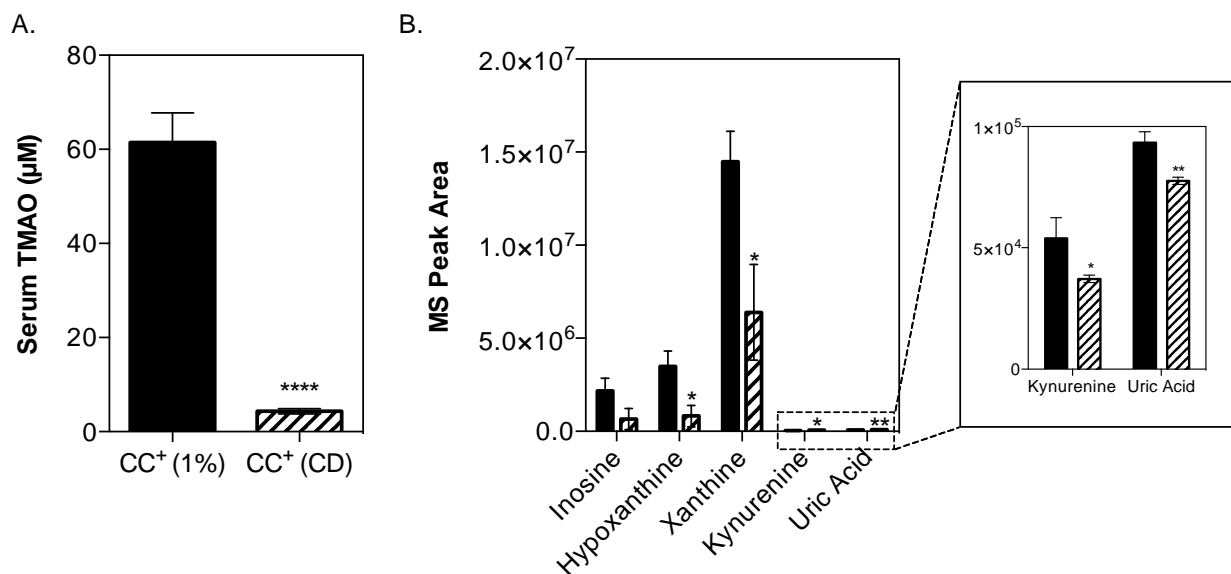 A.
B.
80
60
40
20
0
Serum TMAO (µM)
****
CC⁺ (1%)
CC⁺ (CD)
2.0×10⁷
1.5×10⁷
1.0×10⁷
5.0×10⁶
0.0
MS Peak Area
*
*
*
**
Inosine
Hypoxanthine
Xanthine
Kynurenine
Uric Acid
1×10⁵
5×10⁴
0
*
**
Kynurenine
Uric Acid